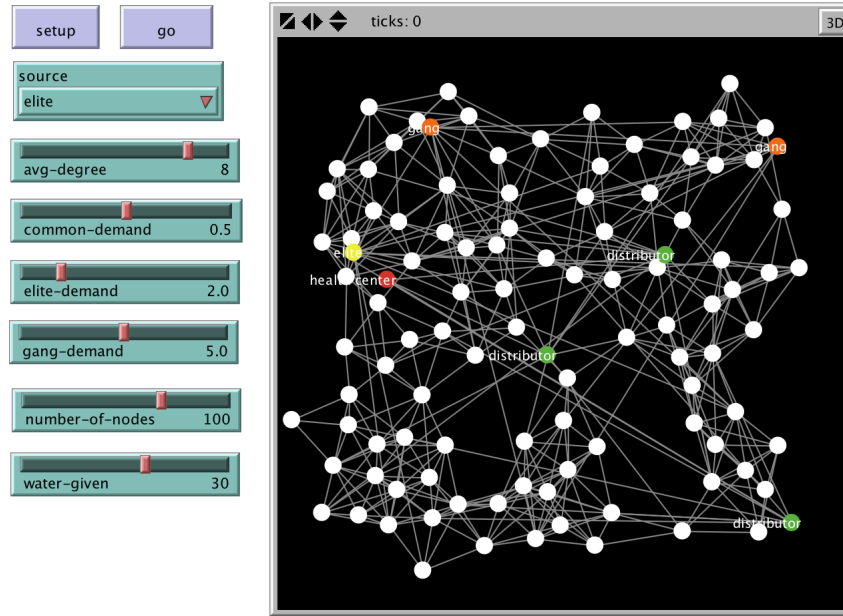 setup
go
ticks: 0
3D
source
elite
avg-degree 8
common-demand 0.5
elite-demand 2.0
gang-demand 5.0
number-of-nodes 100
water-given 30
gang
gang
elite
distributor
health center
distributor
distributor